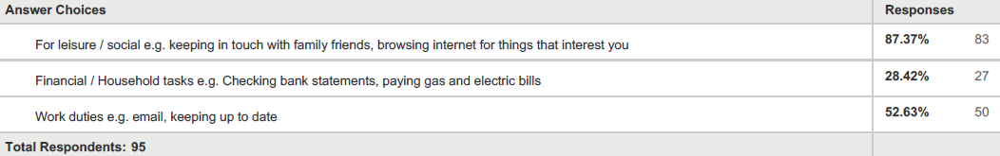 Answer Choices Responses
For leisure / social e.g. keeping in touch with family friends, browsing internet for things that interest you 87.37% 83
Financial / Household tasks e.g. Checking bank statements, paying gas and electric bills 28.42% 27
Work duties e.g. email, keeping up to date 52.63% 50
Total Respondents: 95